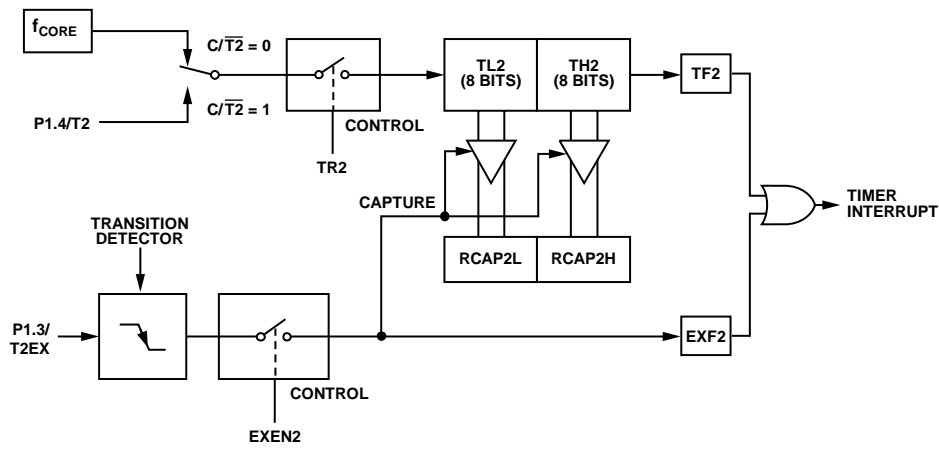 fCORE
C/T2̅ = 0
C/T2̅ = 1
P1.4/T2
CONTROL
TR2
TL2
(8 BITS)
TH2
(8 BITS)
TF2
CAPTURE
TIMER
INTERRUPT
TRANSITION
DETECTOR
RCAP2L
RCAP2H
P1.3/
T2EX
EXF2
CONTROL
EXEN2